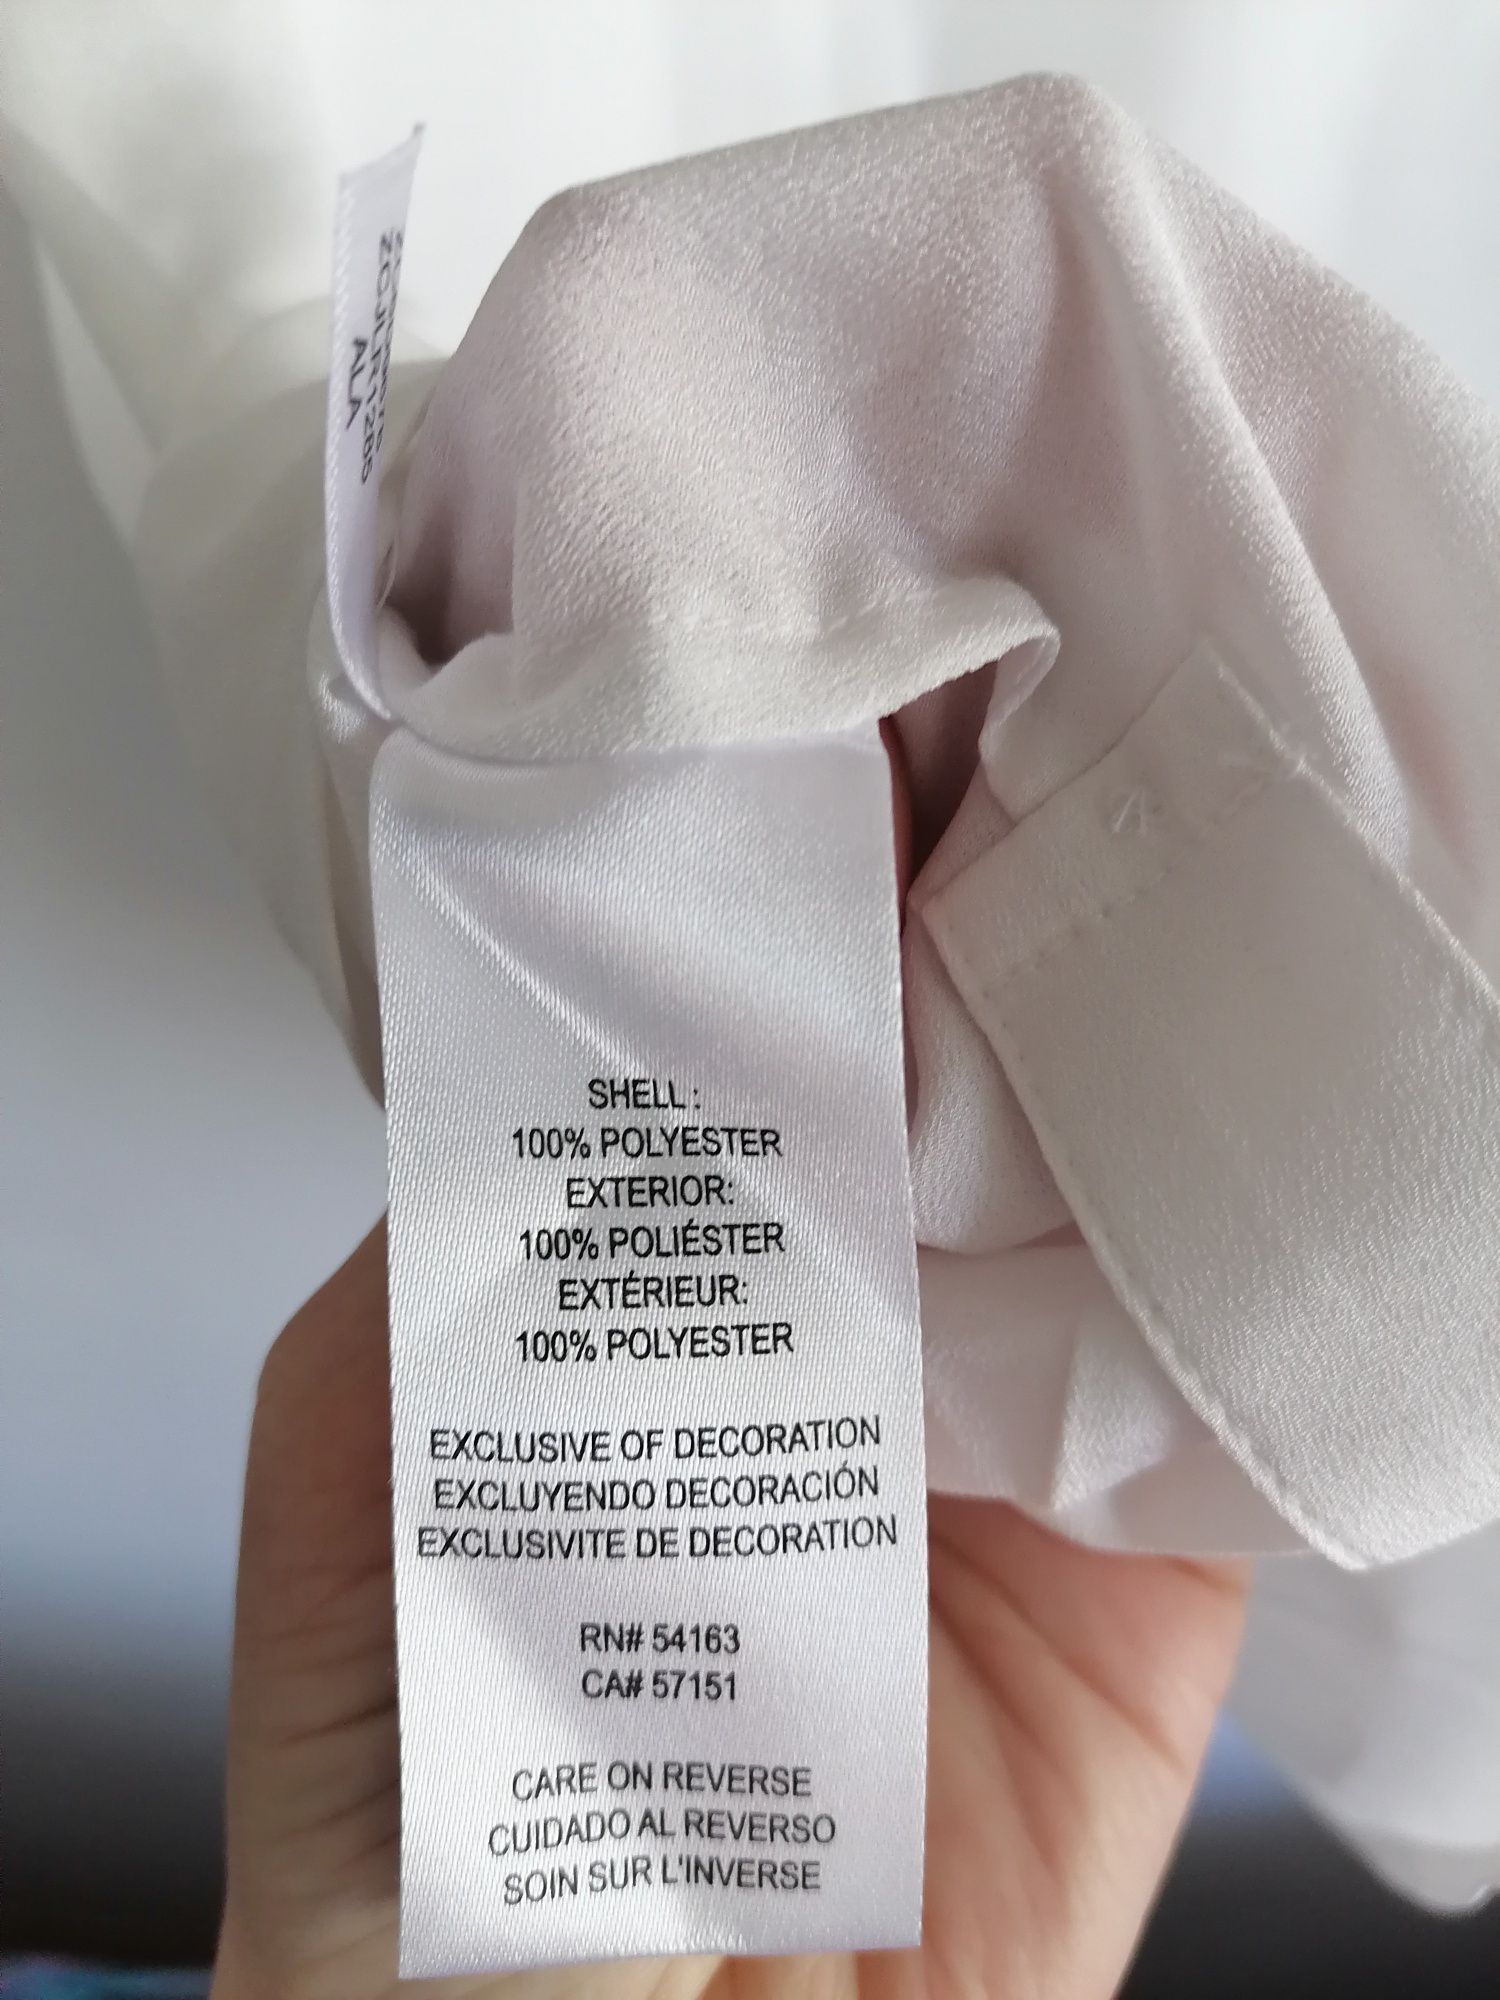 ALA
SHELL:
100% POLYESTER
EXTERIOR:
100% POLIÉSTER
EXTÉRIEUR:
100% POLYESTER
EXCLUSIVE OF DECORATION
EXCLUYENDO DECORACIÓN
EXCLUSIVITE DE DECORATION
RN# 54163
CA# 57151
CARE ON REVERSE
CUIDADO AL REVERSO
SOIN SUR L'INVERSE